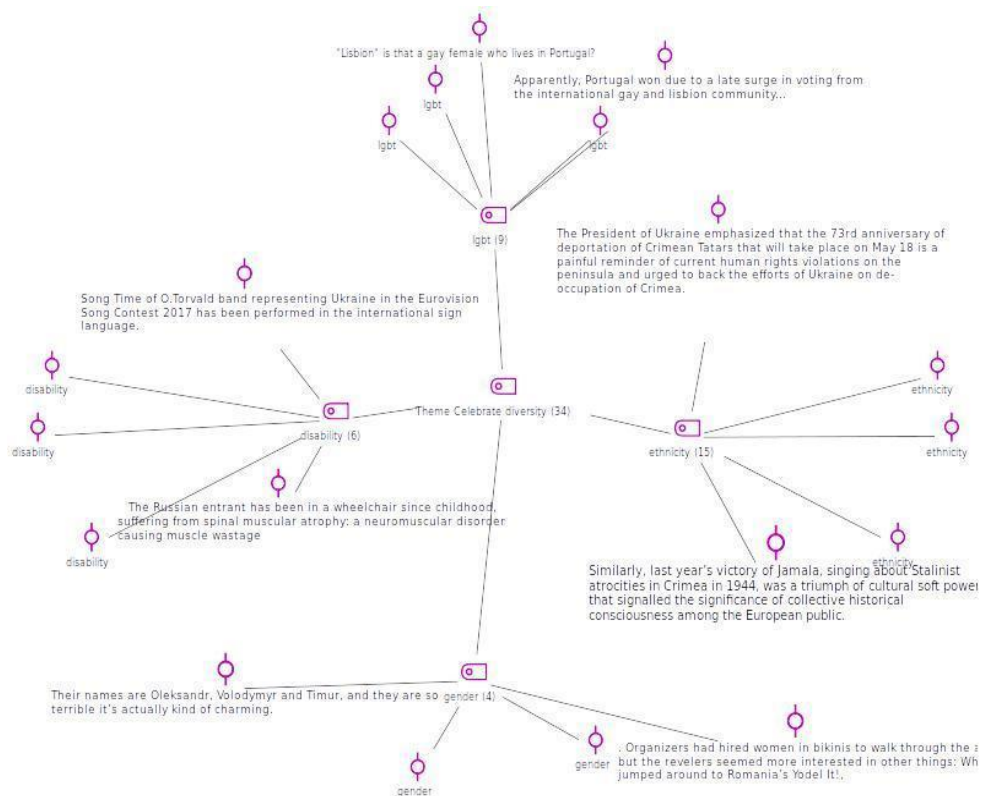 "Lisbion" is that a gay female who lives in Portugal?
Apparently, Portugal won due to a late surge in voting from
the international gay and lisbion community...
lgbt
lgbt
lgbt
lgbt (9)
The President of Ukraine emphasized that the 73rd anniversary of
deportation of Crimean Tatars that will take place on May 18 is a
painful reminder of current human rights violations on the
peninsula and urged to back the efforts of Ukraine on de-
occupation of Crimea.
Song Time of O.Torvald band representing Ukraine in the Eurovision
Song Contest 2017 has been performed in the international sign
language.
disability
disability
disability (6)
Theme Celebrate diversity (34)
ethnicity
ethnicity (15)
ethnicity
The Russian entrant has been in a wheelchair since childhood,
suffering from spinal muscular atrophy: a neuromuscular disorder
causing muscle wastage
disability
ethnicity
Similarly, last year's victory of Jamala, singing about Stalinist
atrocities in Crimea in 1944, was a triumph of cultural soft power
that signalled the significance of collective historical
consciousness among the European public.
Their names are Oleksandr, Volodymyr and Timur, and they are so
terrible it's actually kind of charming.
gender (4)
gender
gender
. Organizers had hired women in bikinis to walk through the
but the revelers seemed more interested in other things: Wh
jumped around to Romania's Yodel It!,